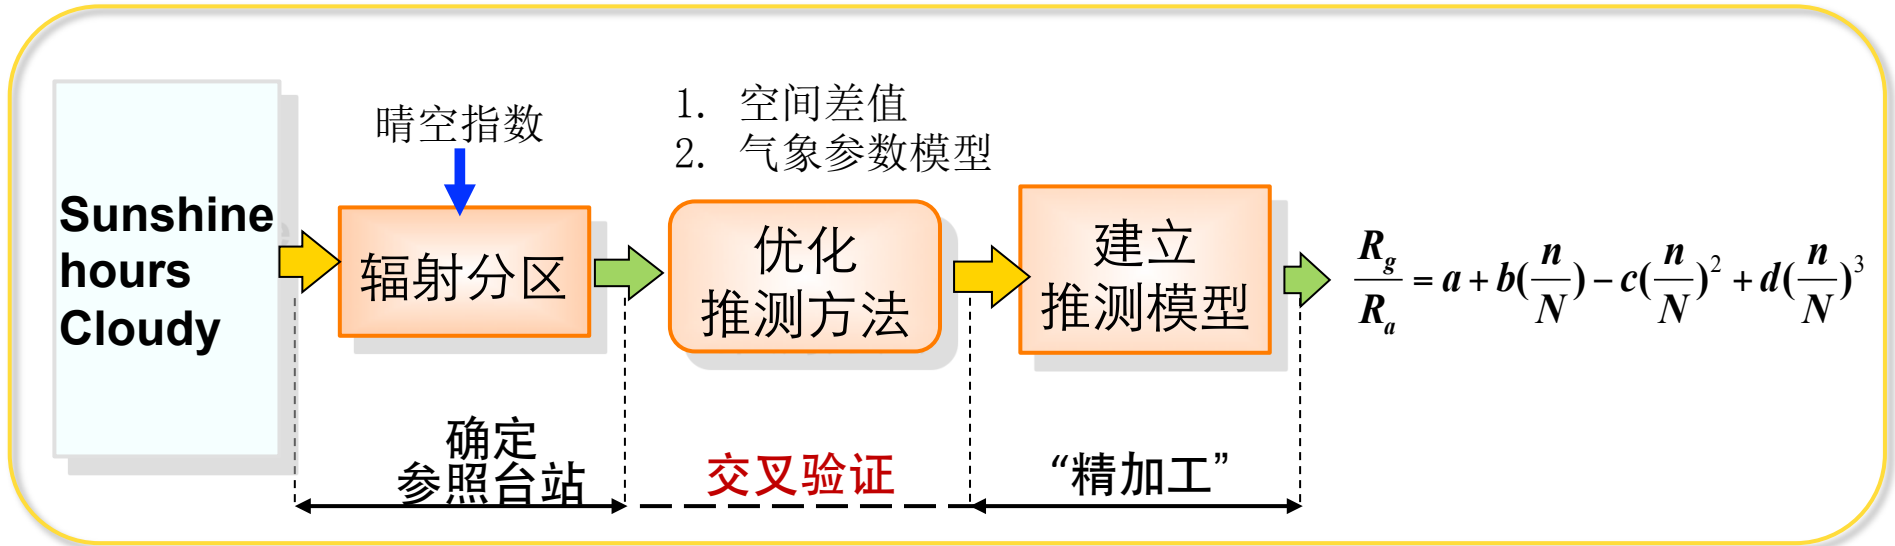 Sunshine
hours
Cloudy
晴空指数
辐射分区
1. 空间差值
2. 气象参数模型
优化
推测方法
建立
推测模型
R_g/R_a = a + b(n/N) − c(n/N)² + d(n/N)³
确定
参照台站
交叉验证
“精加工”